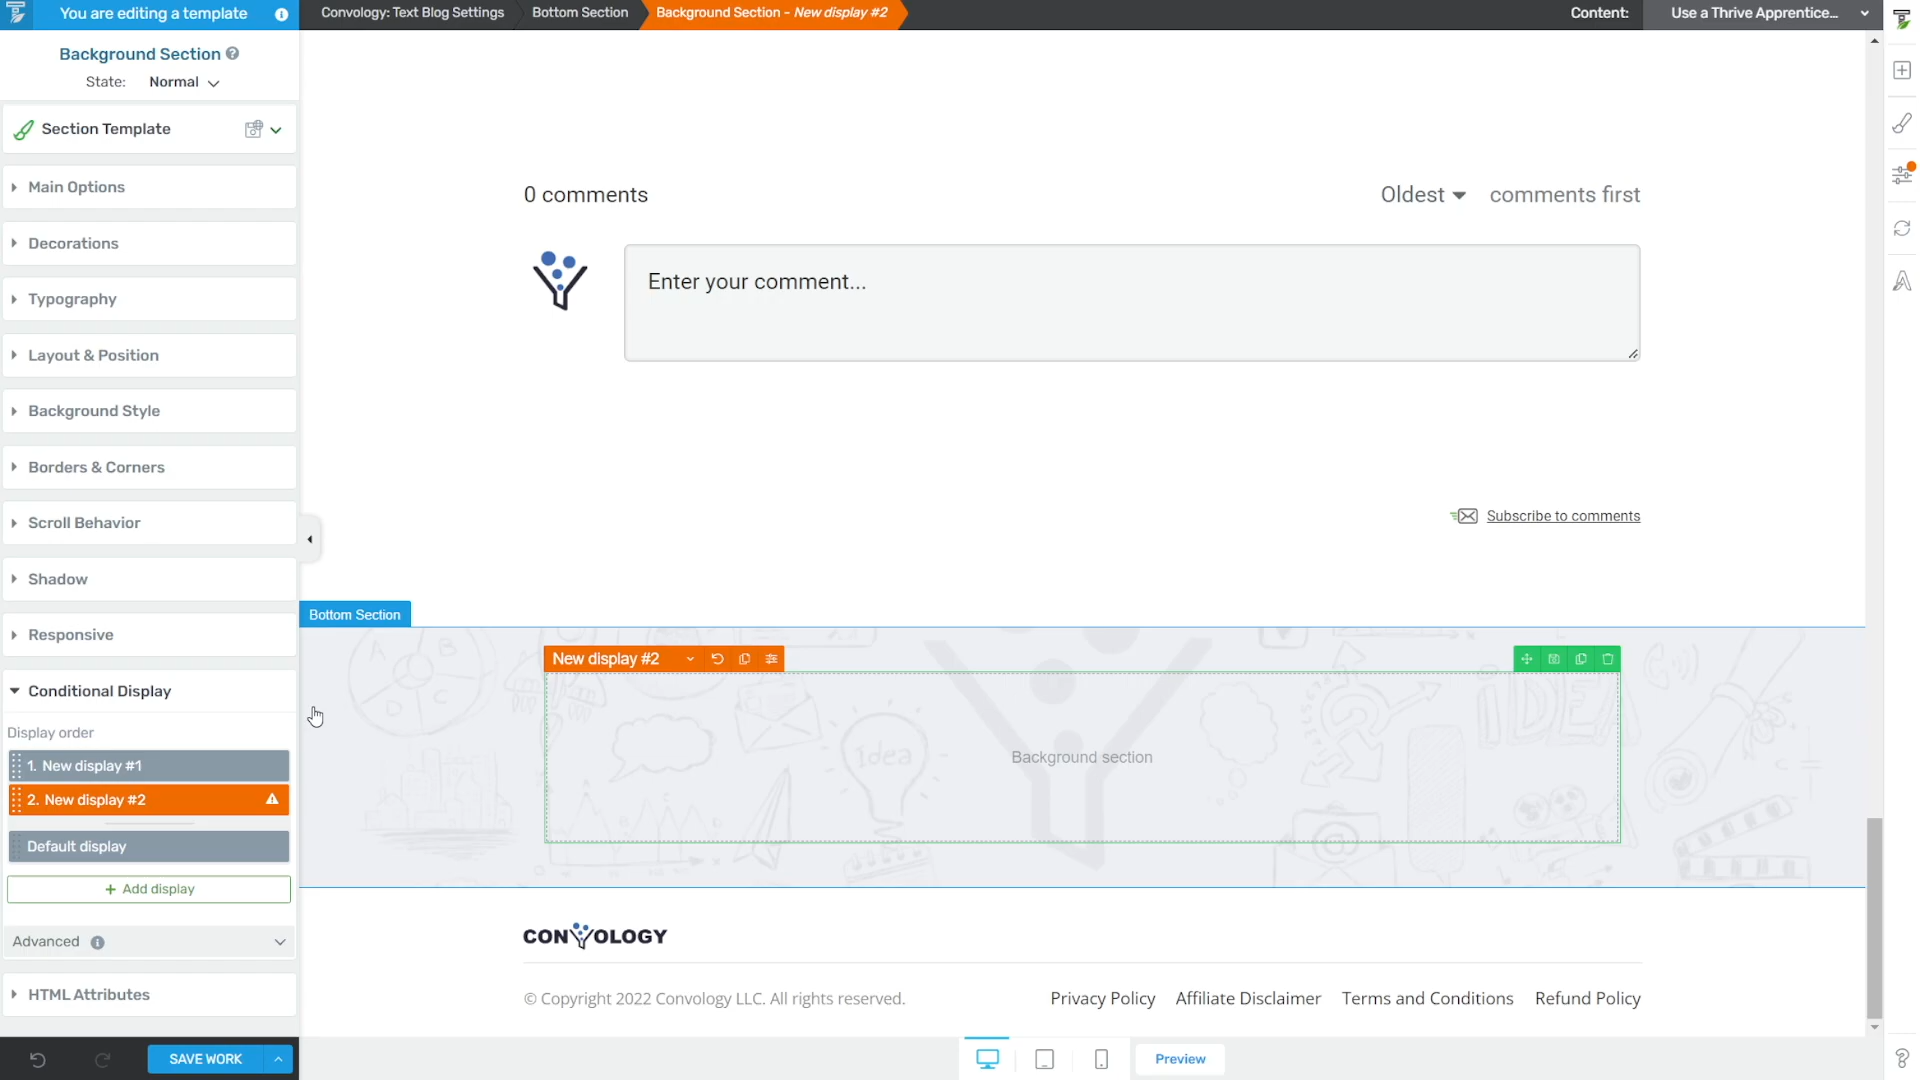 You are editing a template
Convology: Text Blog Settings
Bottom Section
Background Section - New display #2
Content:
Use a Thrive Apprentice...
Background Section
State: Normal
Section Template
Main Options
Decorations
Typography
Layout & Position
Background Style
Borders & Corners
Scroll Behavior
Shadow
Responsive
Conditional Display
Display order
1. New display #1
2. New display #2
Default display
+ Add display
Advanced
HTML Attributes
SAVE WORK
0 comments
Oldest comments first
Enter your comment...
Subscribe to comments
Bottom Section
New display #2
Idea
IDEA
Background section
CONVOLOGY
© Copyright 2022 Convology LLC. All rights reserved.
Privacy Policy
Affiliate Disclaimer
Terms and Conditions
Refund Policy
Preview